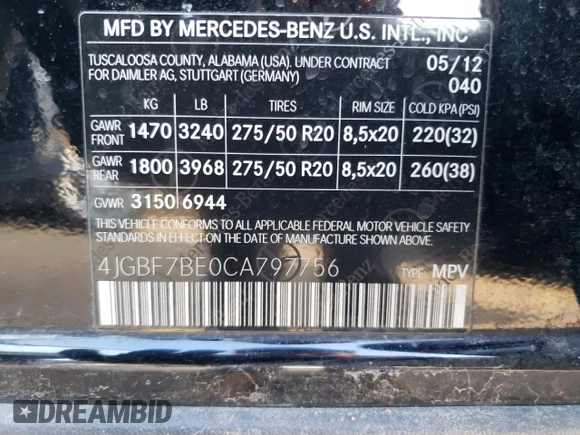 MFD BY MERCEDES-BENZ U.S. INTL., INC
TUSCALOOSA COUNTY, ALABAMA (USA). UNDER CONTRACT 05/12
FOR DAIMLER AG, STUTTGART (GERMANY) 040
KG LB TIRES RIM SIZE COLD KPA (PSI)
GAWR FRONT 1470 3240 275/50 R20 8,5x20 220(32)
GAWR REAR 1800 3968 275/50 R20 8,5x20 260(38)
GVWR 3150 6944
THIS VEHICLE CONFORMS TO ALL APPLICABLE FEDERAL MOTOR VEHICLE SAFETY
STANDARDS IN EFFECT ON THE DATE OF MANUFACTURE SHOWN ABOVE.
4JGBF7BE0CA797756 TYPE: MPV
DREAMBID